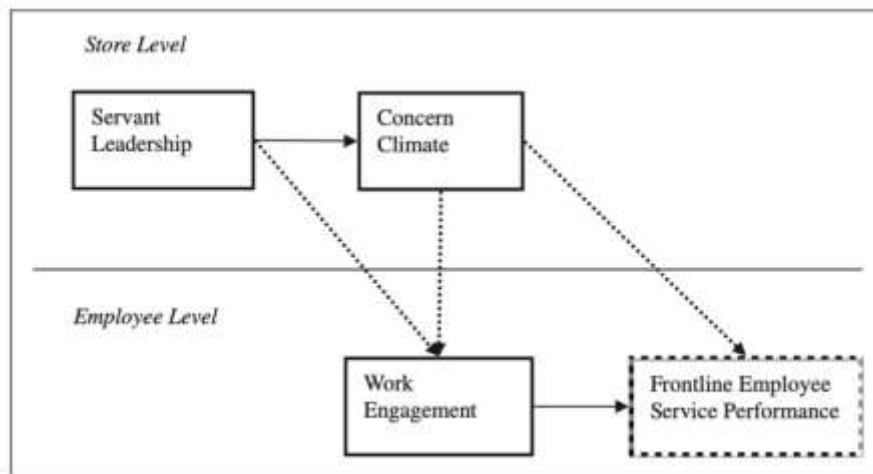 Store Level
Servant
Leadership
Concern
Climate
Employee Level
Work
Engagement
Frontline Employee
Service Performance